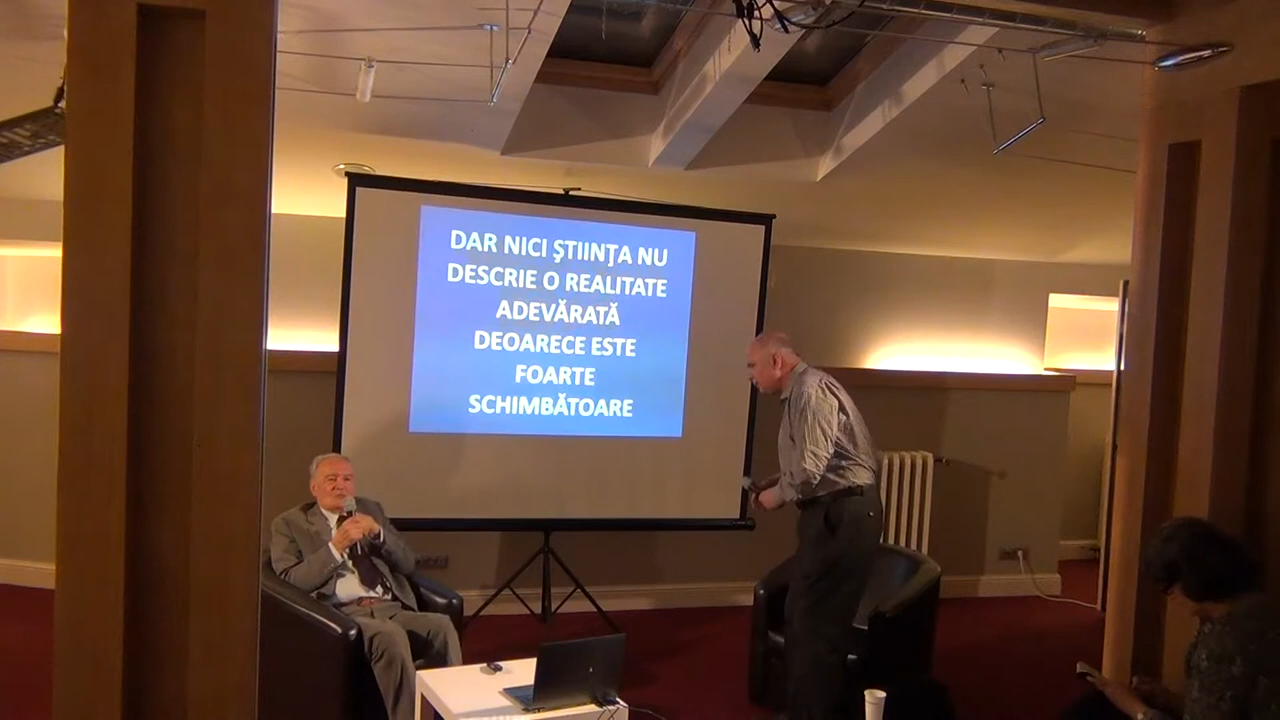 DAR NICI ŞTIINŢA NU
DESCRIE O REALITATE
ADEVĂRATĂ
DEOARECE ESTE
FOARTE
SCHIMBĂTOARE